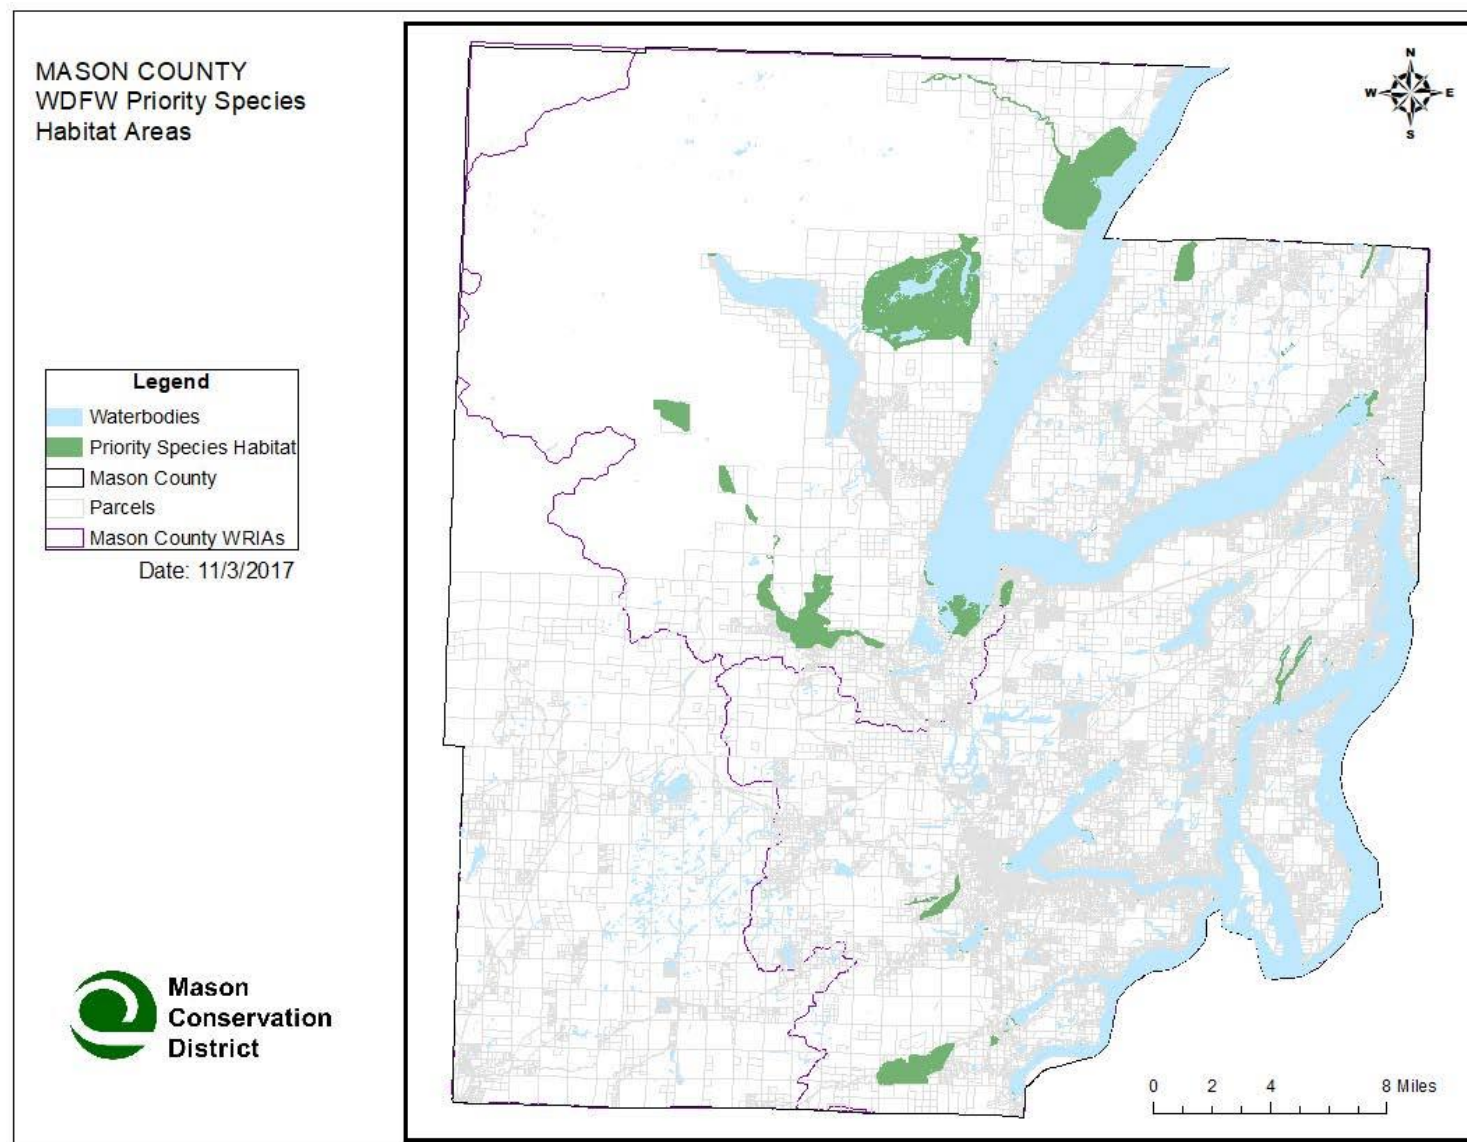 MASON COUNTY
WDFW Priority Species
Habitat Areas
N
W E
S
Legend
Waterbodies
Priority Species Habitat
Mason County
Parcels
Mason County WRIAs
Date: 11/3/2017
Mason
Conservation
District
0 2 4 8 Miles